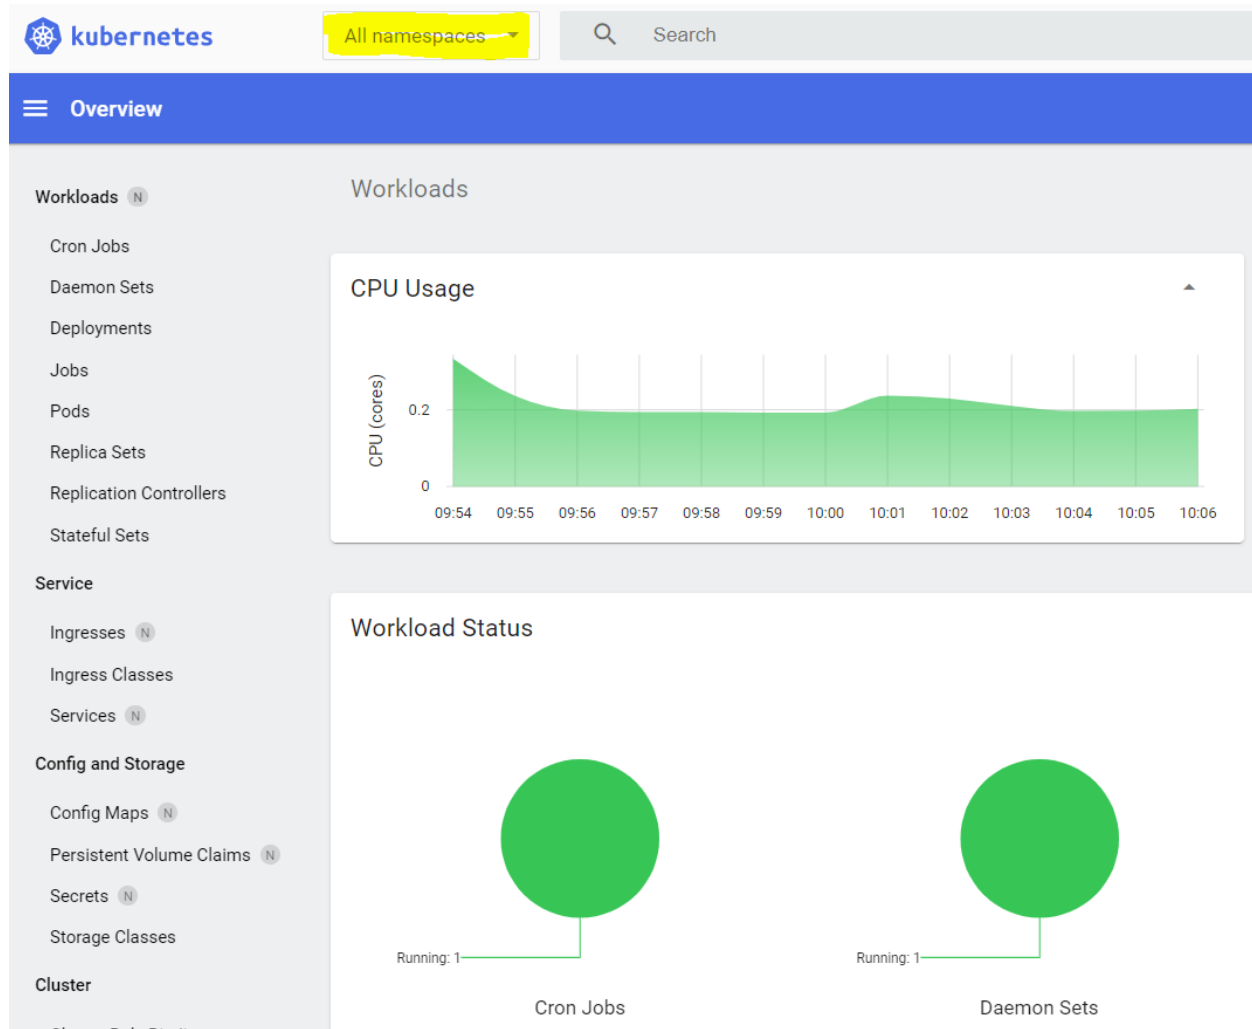 kubernetes
All namespaces
Search
Overview
Workloads N
Cron Jobs
Daemon Sets
Deployments
Jobs
Pods
Replica Sets
Replication Controllers
Stateful Sets
Service
Ingresses N
Ingress Classes
Services N
Config and Storage
Config Maps N
Persistent Volume Claims N
Secrets N
Storage Classes
Cluster
Workloads
CPU Usage
CPU (cores)
0.2
0
09:54 09:55 09:56 09:57 09:58 09:59 10:00 10:01 10:02 10:03 10:04 10:05 10:06
Workload Status
Running: 1
Running: 1
Cron Jobs
Daemon Sets